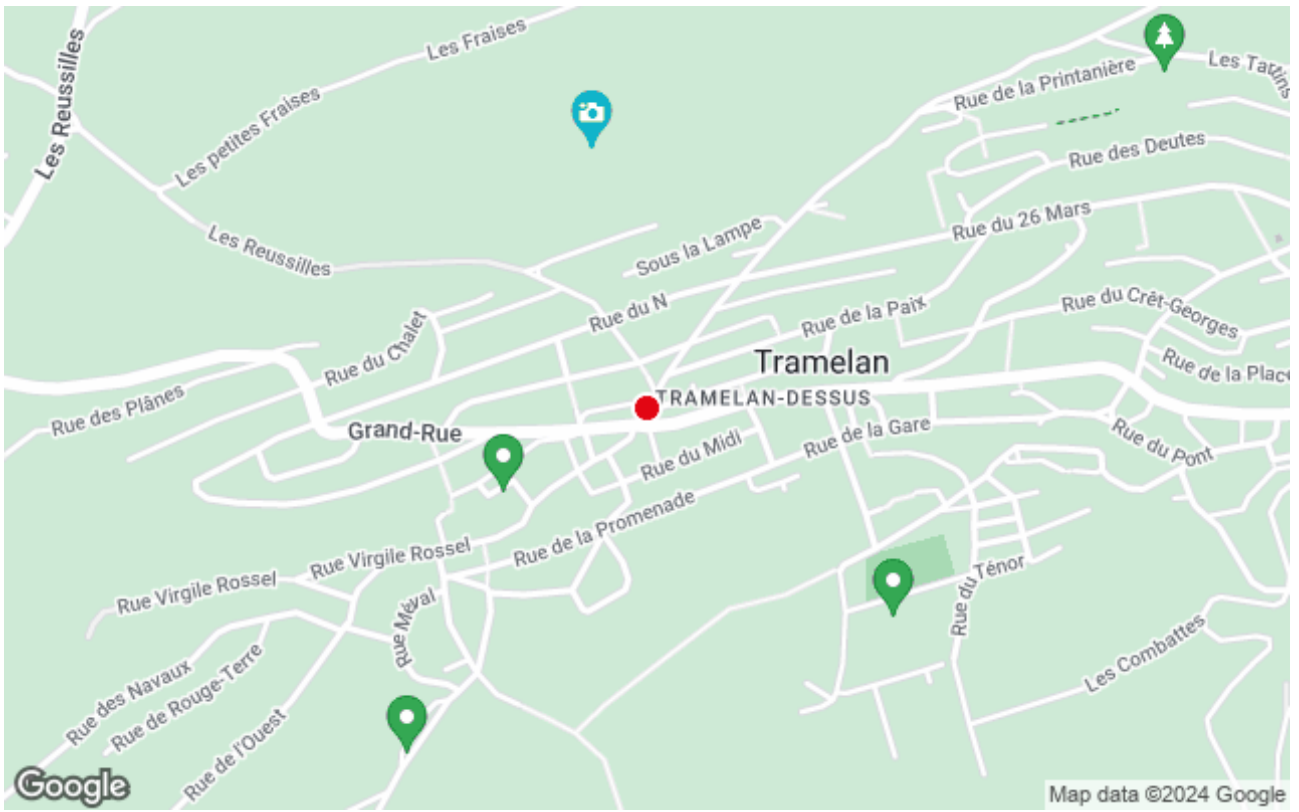 Les Reussilles
Les Fraises
Les petites Fraises
Les Reussilles
Rue de la Printanière
Les Tartins
Rue des Deutes
Rue du 26 Mars
Sous la Lampe
Rue du N
Rue de la Paix
Rue du Crêt-Georges
Rue du Chalet
Tramelan
Rue de la Place
Rue des Plânes
TRAMELAN-DESSUS
Grand-Rue
Rue du Midi
Rue de la Gare
Rue du Pont
Rue de la Promenade
Rue Virgile Rossel
Rue Virgile Rossel
Rue Méval
Rue du Ténor
Les Combattes
Rue des Navaux
Rue de Rouge-Terre
Rue de l'Ouest
Google
Map data ©2024 Google